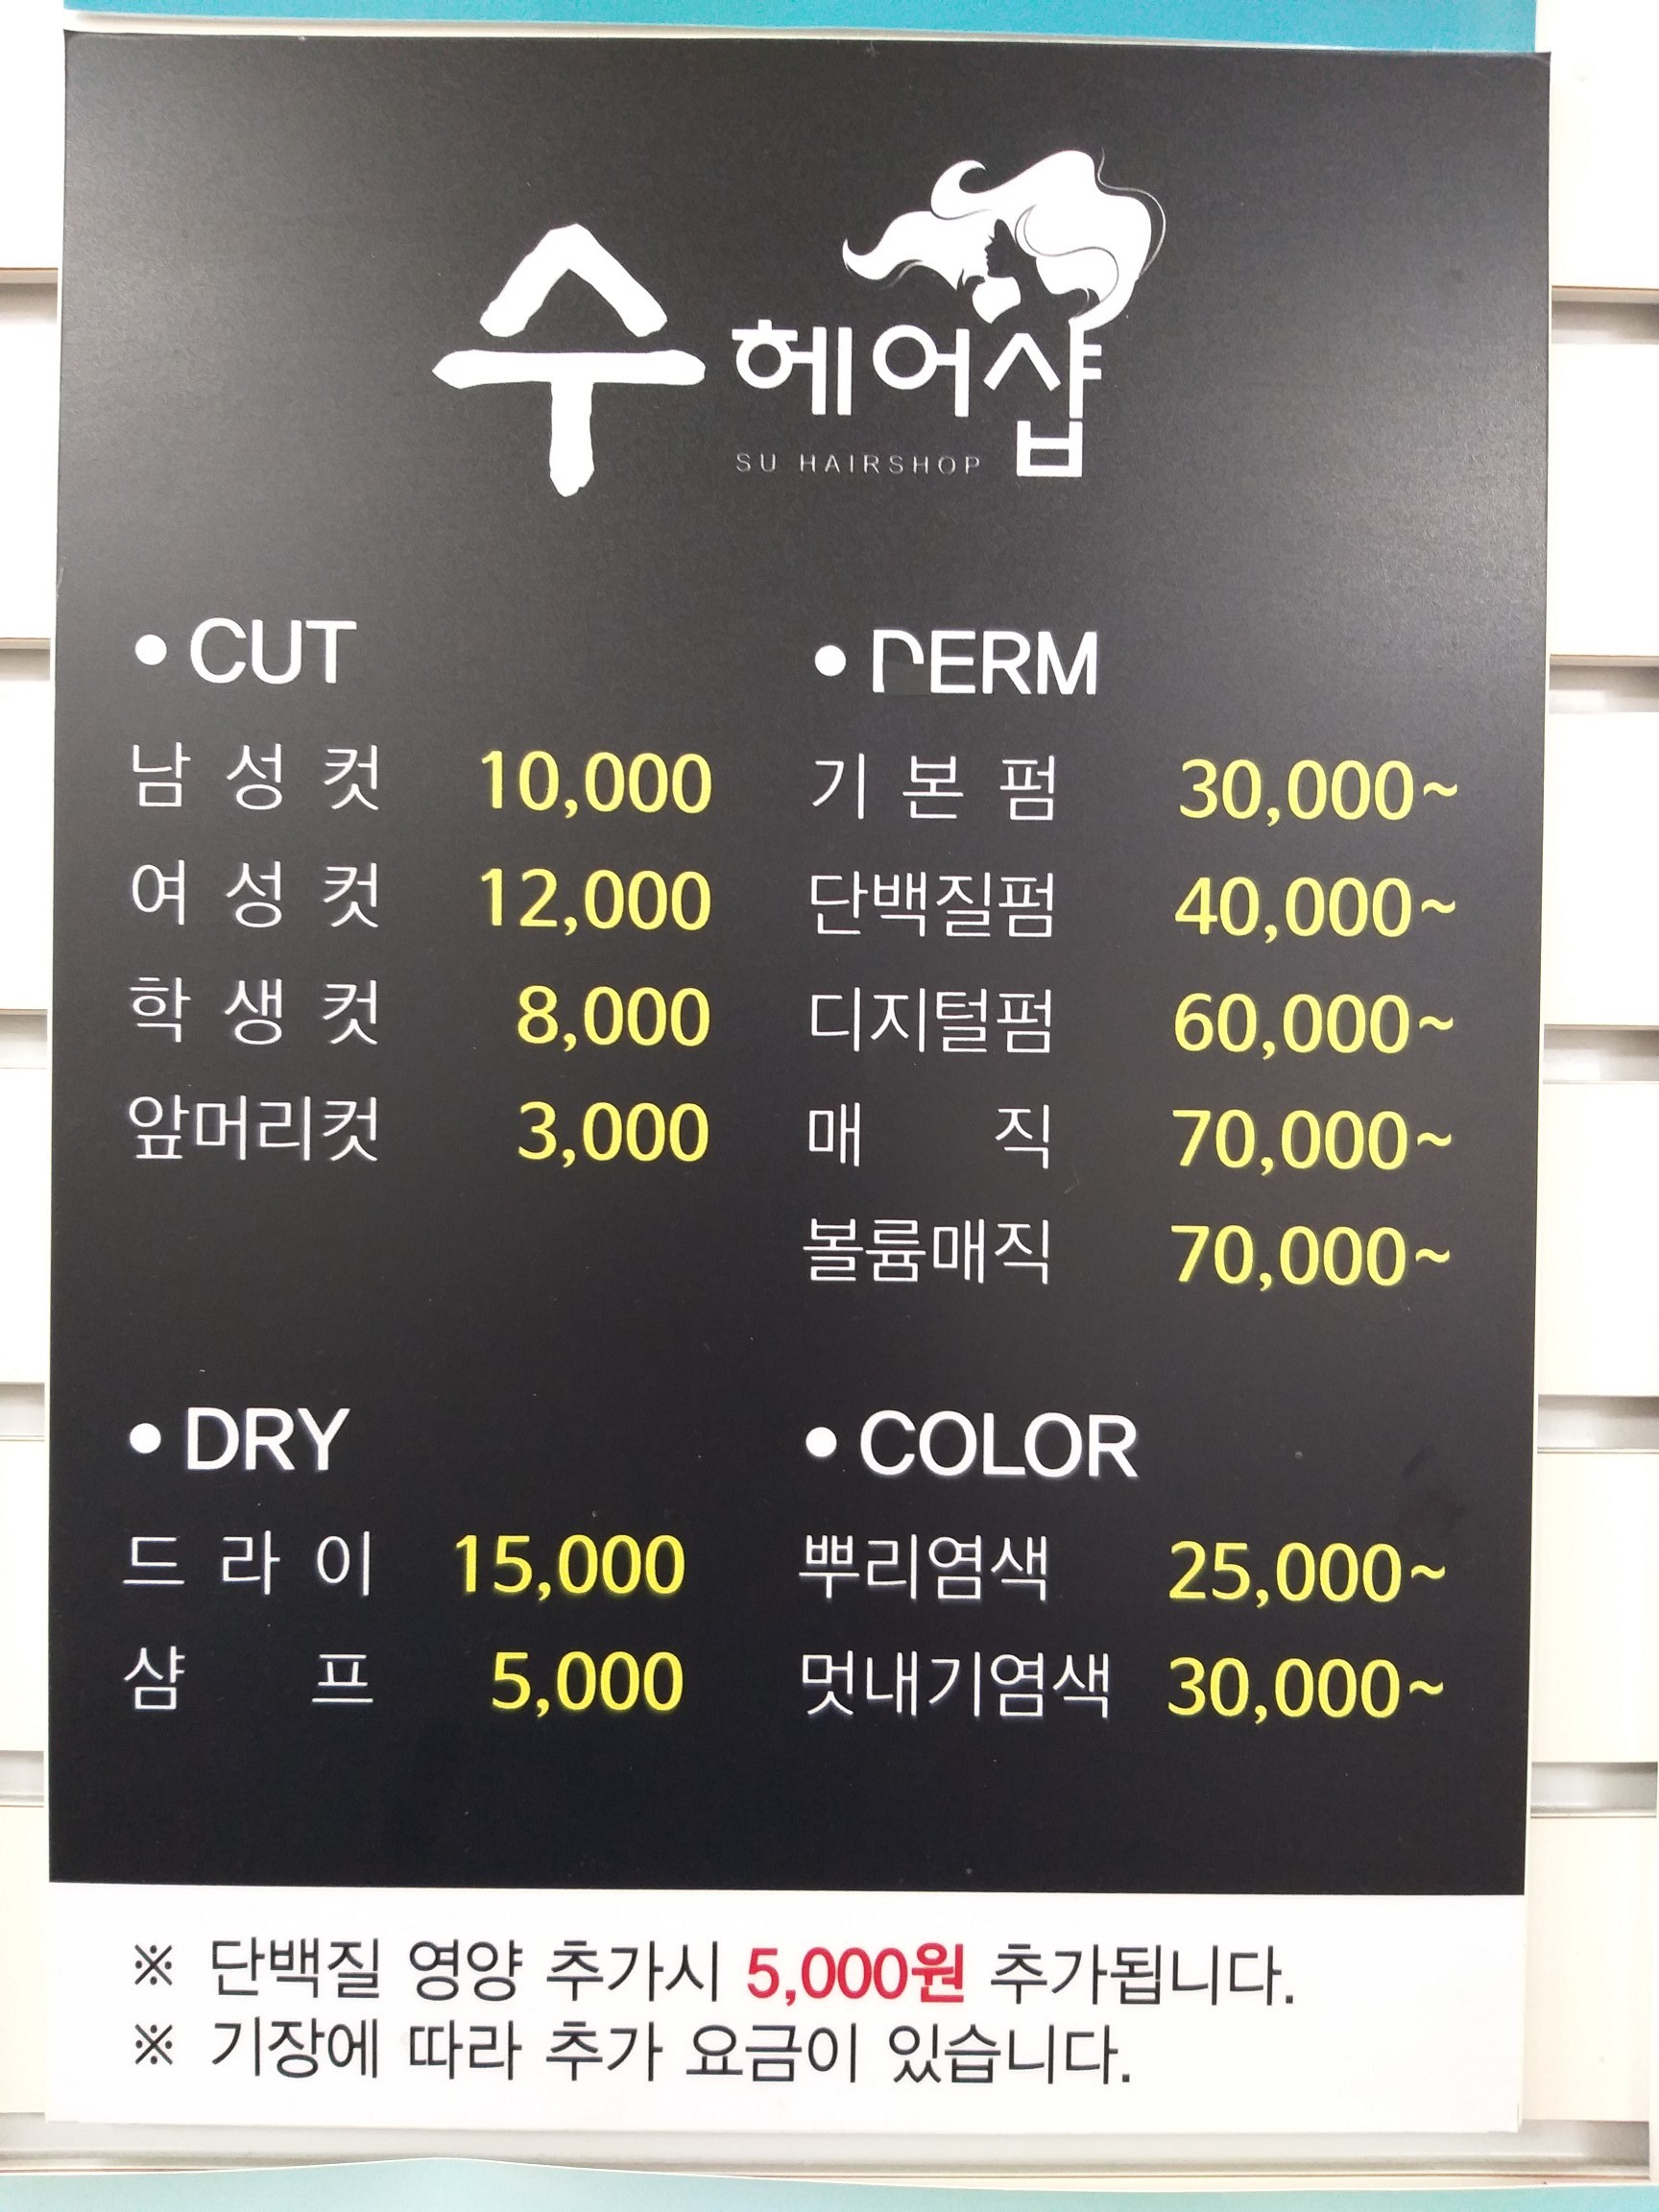 수 헤어샵
SU HAIRSHOP
• CUT
남 성 컷 10,000
여 성 컷 12,000
학 생 컷 8,000
앞머리컷 3,000
• PERM
기 본 펌 30,000~
단백질펌 40,000~
디지털펌 60,000~
매 직 70,000~
볼륨매직 70,000~
• DRY
드 라 이 15,000
샴 프 5,000
• COLOR
뿌리염색 25,000~
멋내기염색 30,000~
※ 단백질 영양 추가시 5,000원 추가됩니다.
※ 기장에 따라 추가 요금이 있습니다.